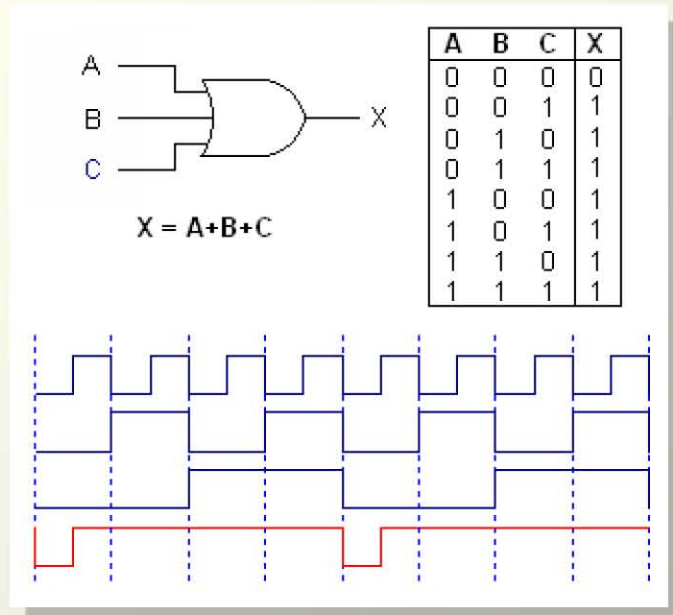 A
B
C
X
X = A+B+C
A B C X
0 0 0 0
0 0 1 1
0 1 0 1
0 1 1 1
1 0 0 1
1 0 1 1
1 1 0 1
1 1 1 1